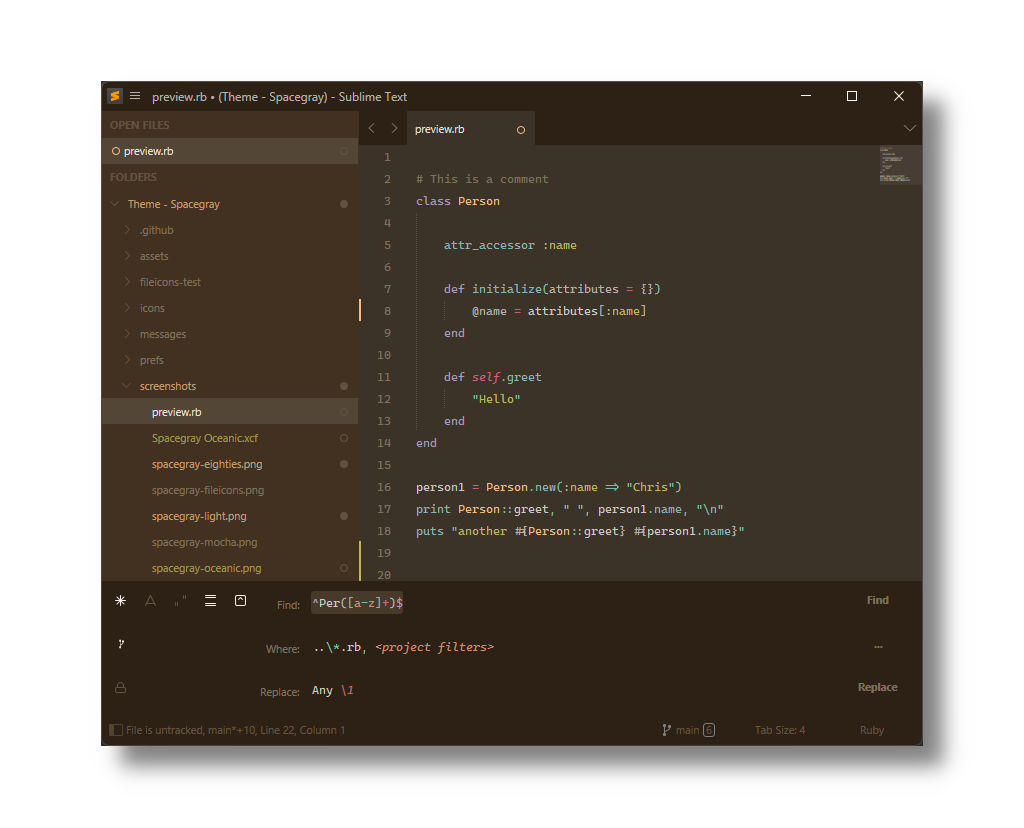 preview.rb • (Theme - Spacegray) - Sublime Text
OPEN FILES
preview.rb
FOLDERS
Theme - Spacegray
.github
assets
fileicons-test
icons
messages
prefs
screenshots
preview.rb
Spacegray Oceanic.xcf
spacegray-eighties.png
spacegray-fileicons.png
spacegray-light.png
spacegray-mocha.png
spacegray-oceanic.png
preview.rb
1
2 # This is a comment
3 class Person
4
5     attr_accessor :name
6
7     def initialize(attributes = {})
8         @name = attributes[:name]
9     end
10
11     def self.greet
12         "Hello"
13     end
14 end
15
16 person1 = Person.new(:name => "Chris")
17 print Person::greet, " ", person1.name, "\n"
18 puts "another #{Person::greet} #{person1.name}"
19
20
Find: ^Per([a-z]+)$ Find
Where: ..\*.rb, <project filters> ...
Replace: Any \1 Replace
File is untracked, main*+10, Line 22, Column 1 main 6 Tab Size: 4 Ruby